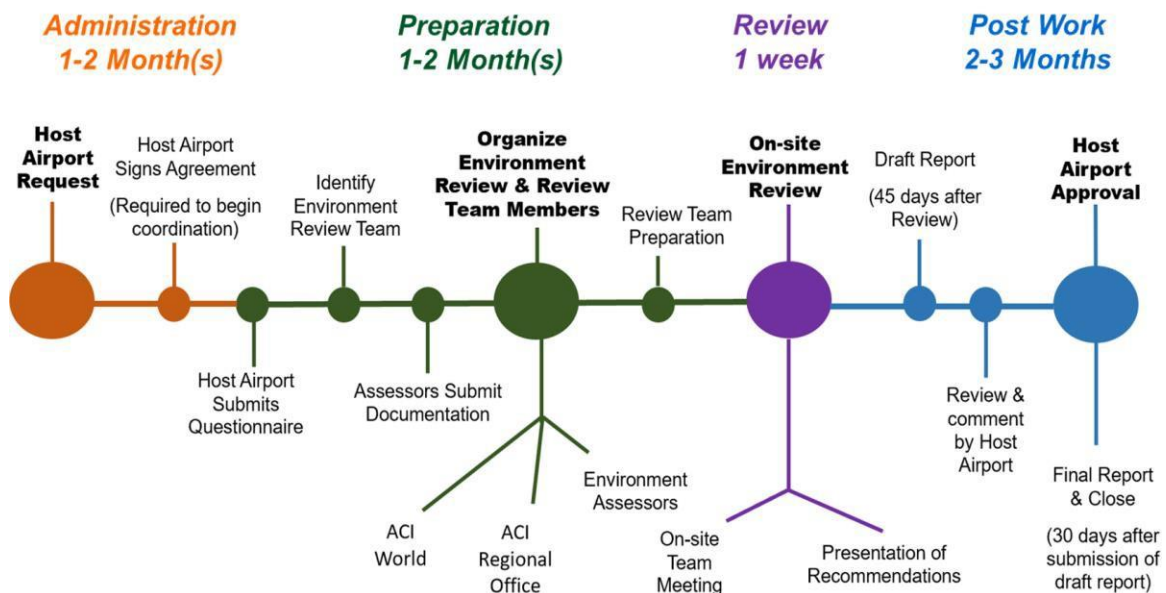 Administration
1-2 Month(s)
Preparation
1-2 Month(s)
Review
1 week
Post Work
2-3 Months
Host
Airport
Request
Host Airport
Signs Agreement
(Required to begin
coordination)
Host Airport
Submits
Questionnaire
Identify
Environment
Review Team
Assessors Submit
Documentation
Organize
Environment
Review & Review
Team Members
ACI
World
ACI
Regional
Office
Environment
Assessors
Review Team
Preparation
On-site
Environment
Review
On-site
Team
Meeting
Presentation of
Recommendations
Draft Report
(45 days after
Review)
Review &
comment
by Host
Airport
Host
Airport
Approval
Final Report
& Close
(30 days after
submission of
draft report)